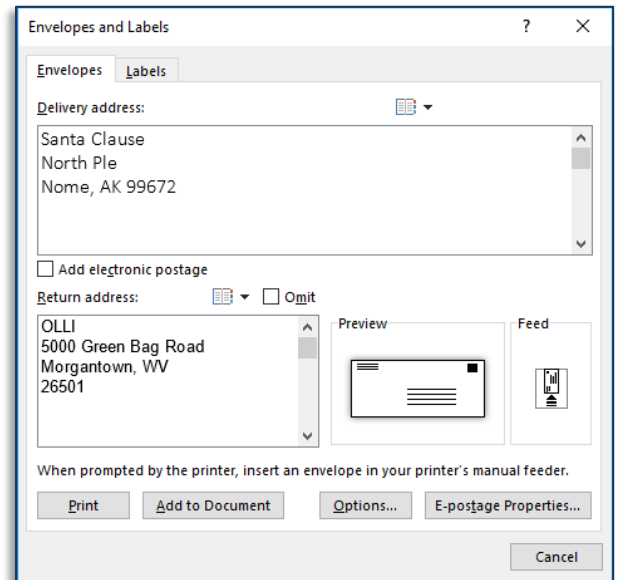 Envelopes and Labels ? ×
Envelopes Labels
Delivery address:
Santa Clause
North Ple
Nome, AK 99672
Add electronic postage
Return address: Omit
OLLI
5000 Green Bag Road
Morgantown, WV
26501
Preview
Feed
When prompted by the printer, insert an envelope in your printer's manual feeder.
Print Add to Document Options... E-postage Properties...
Cancel